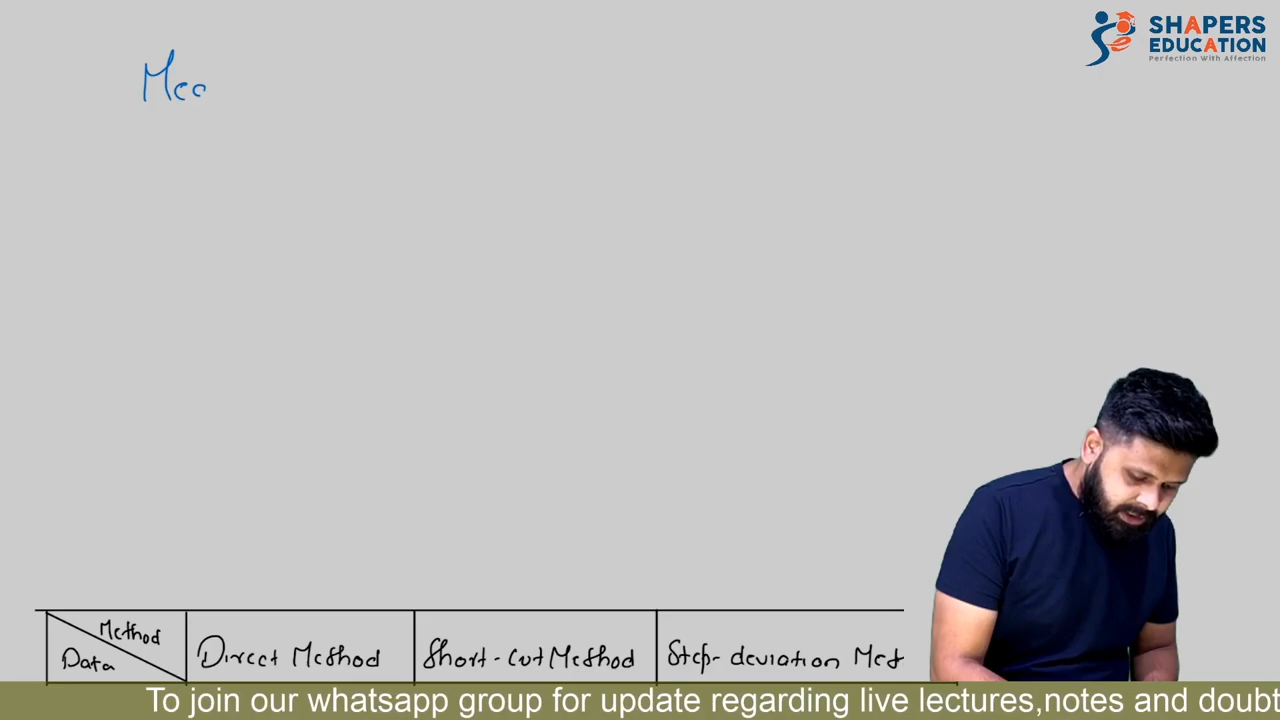 SHAPERS
EDUCATION
Perfection With Affection
Mea
Method
Data
Direct Method
Short-cut Method
Step-deviation Met
To join our whatsapp group for update regarding live lectures,notes and doubt